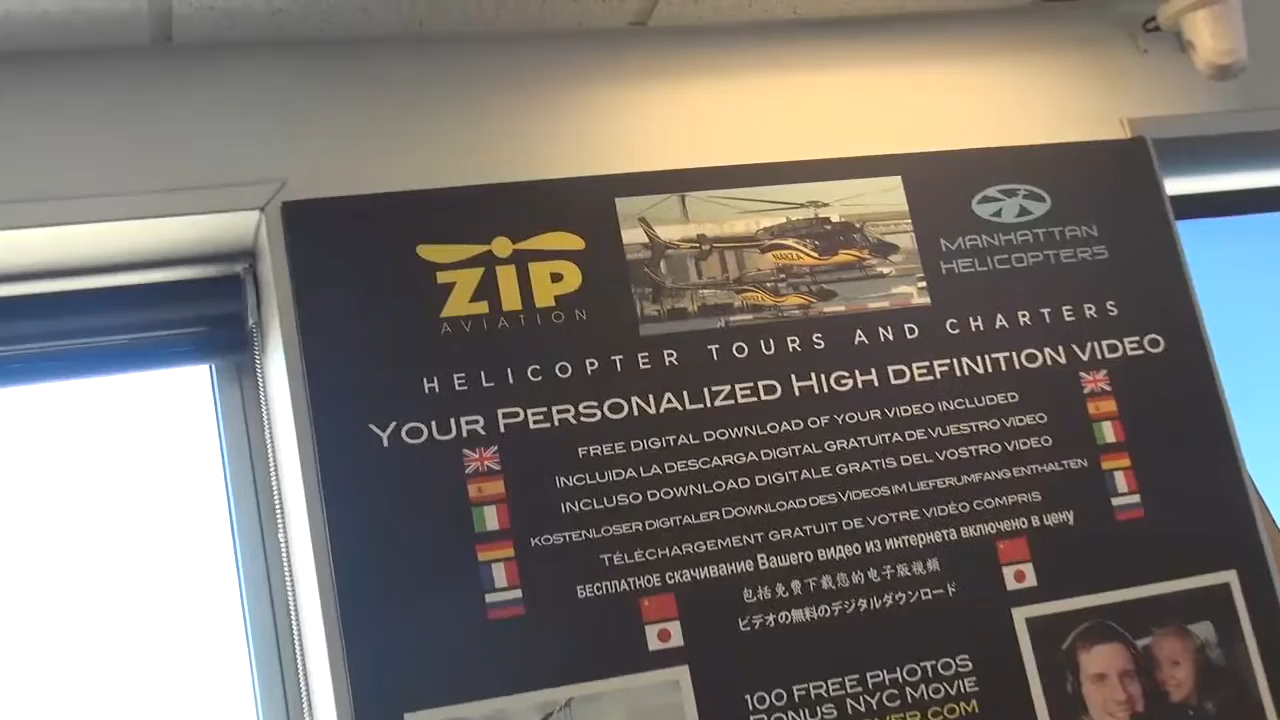 ZIP
AVIATION
N48ZA
MANHATTAN
HELICOPTERS
HELICOPTER TOURS AND CHARTERS
YOUR PERSONALIZED HIGH DEFINITION VIDEO
FREE DIGITAL DOWNLOAD OF YOUR VIDEO INCLUDED
INCLUIDA LA DESCARGA DIGITAL GRATUITA DE VUESTRO VIDEO
INCLUSO DOWNLOAD DIGITALE GRATIS DEL VOSTRO VIDEO
KOSTENLOSER DIGITALER DOWNLOAD DES VIDEOS IM LIEFERUMFANG ENTHALTEN
TÉLÉCHARGEMENT GRATUIT DE VOTRE VIDÉO COMPRIS
БЕСПЛАТНОЕ скачивание Вашего видео из интернета включено в цену
包括免费下载您的电子版视频
ビデオの無料のデジタルダウンロード
100 FREE PHOTOS
BONUS NYC MOVIE